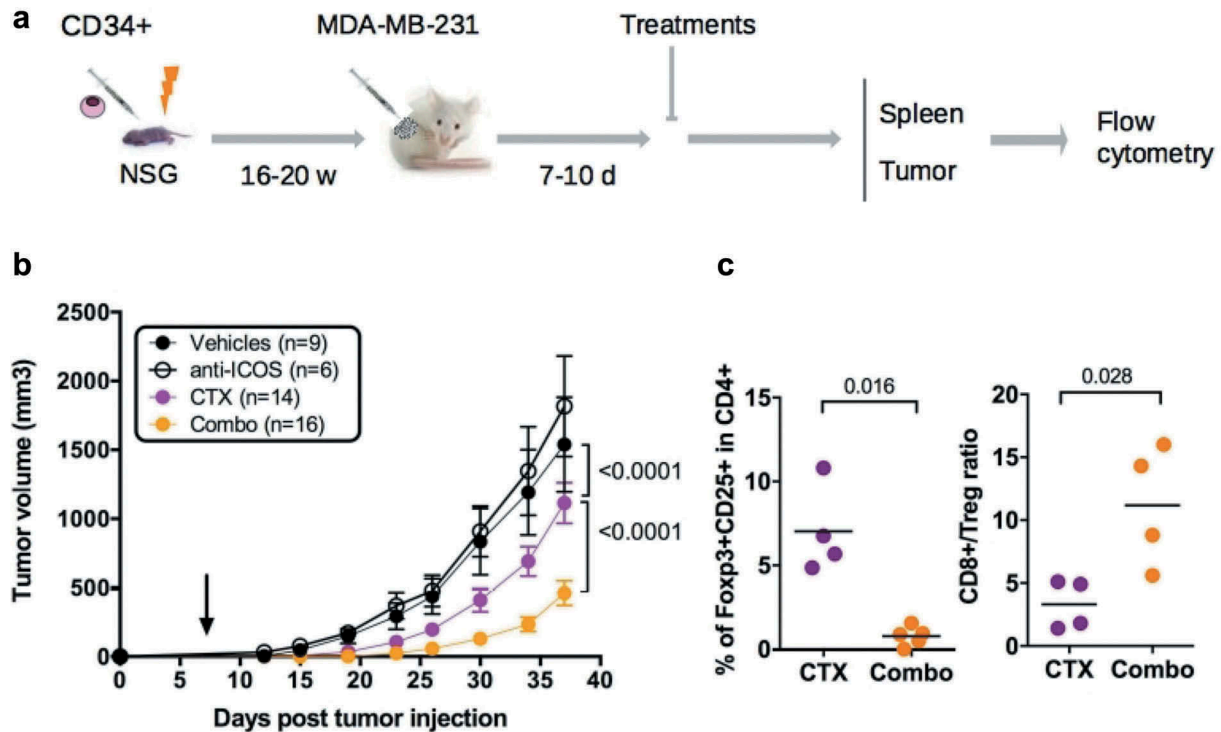 a
CD34+
MDA-MB-231
Treatments
NSG
16-20 w
7-10 d
Spleen
Tumor
Flow
cytometry
b
Tumor volume (mm3)
2500
2000
1500
1000
500
0
Vehicles (n=9)
anti-ICOS (n=6)
CTX (n=14)
Combo (n=16)
<0.0001
<0.0001
0 5 10 15 20 25 30 35 40
Days post tumor injection
c
% of Foxp3+CD25+ in CD4+
15
10
5
0
0.016
CTX Combo
CD8+/Treg ratio
20
15
10
5
0
0.028
CTX Combo